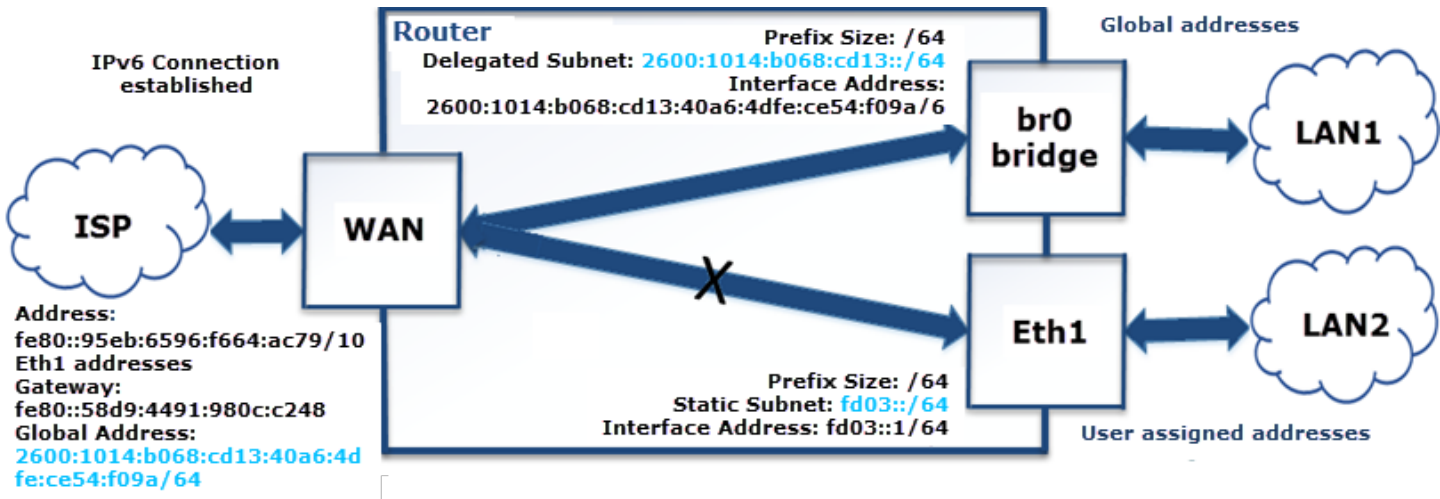 Router
Prefix Size: /64
Delegated Subnet: 2600:1014:b068:cd13::/64
Interface Address:
2600:1014:b068:cd13:40a6:4dfe:ce54:f09a/6
Global addresses
IPv6 Connection
established
br0
bridge
LAN1
ISP
WAN
X
Eth1
LAN2
Address:
fe80::95eb:6596:f664:ac79/10
Eth1 addresses
Gateway:
fe80::58d9:4491:980c:c248
Global Address:
2600:1014:b068:cd13:40a6:4d
fe:ce54:f09a/64
Prefix Size: /64
Static Subnet: fd03::/64
Interface Address: fd03::1/64
User assigned addresses